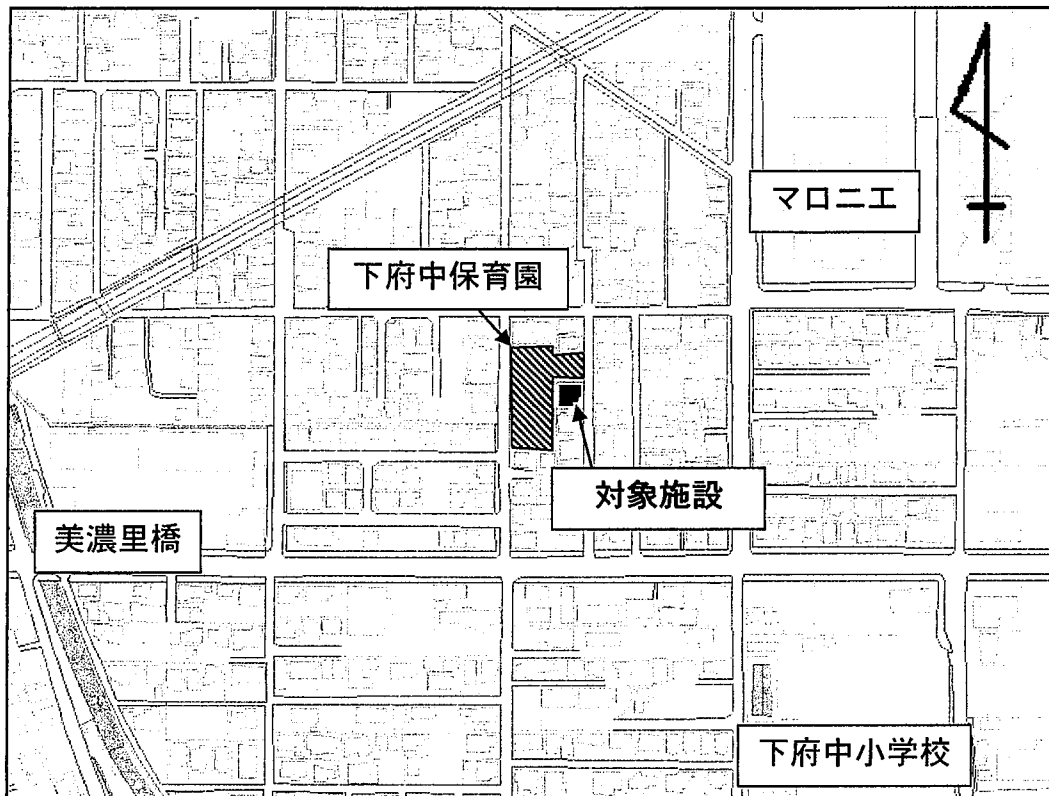 マロニエ
下府中保育園
対象施設
美濃里橋
下府中小学校